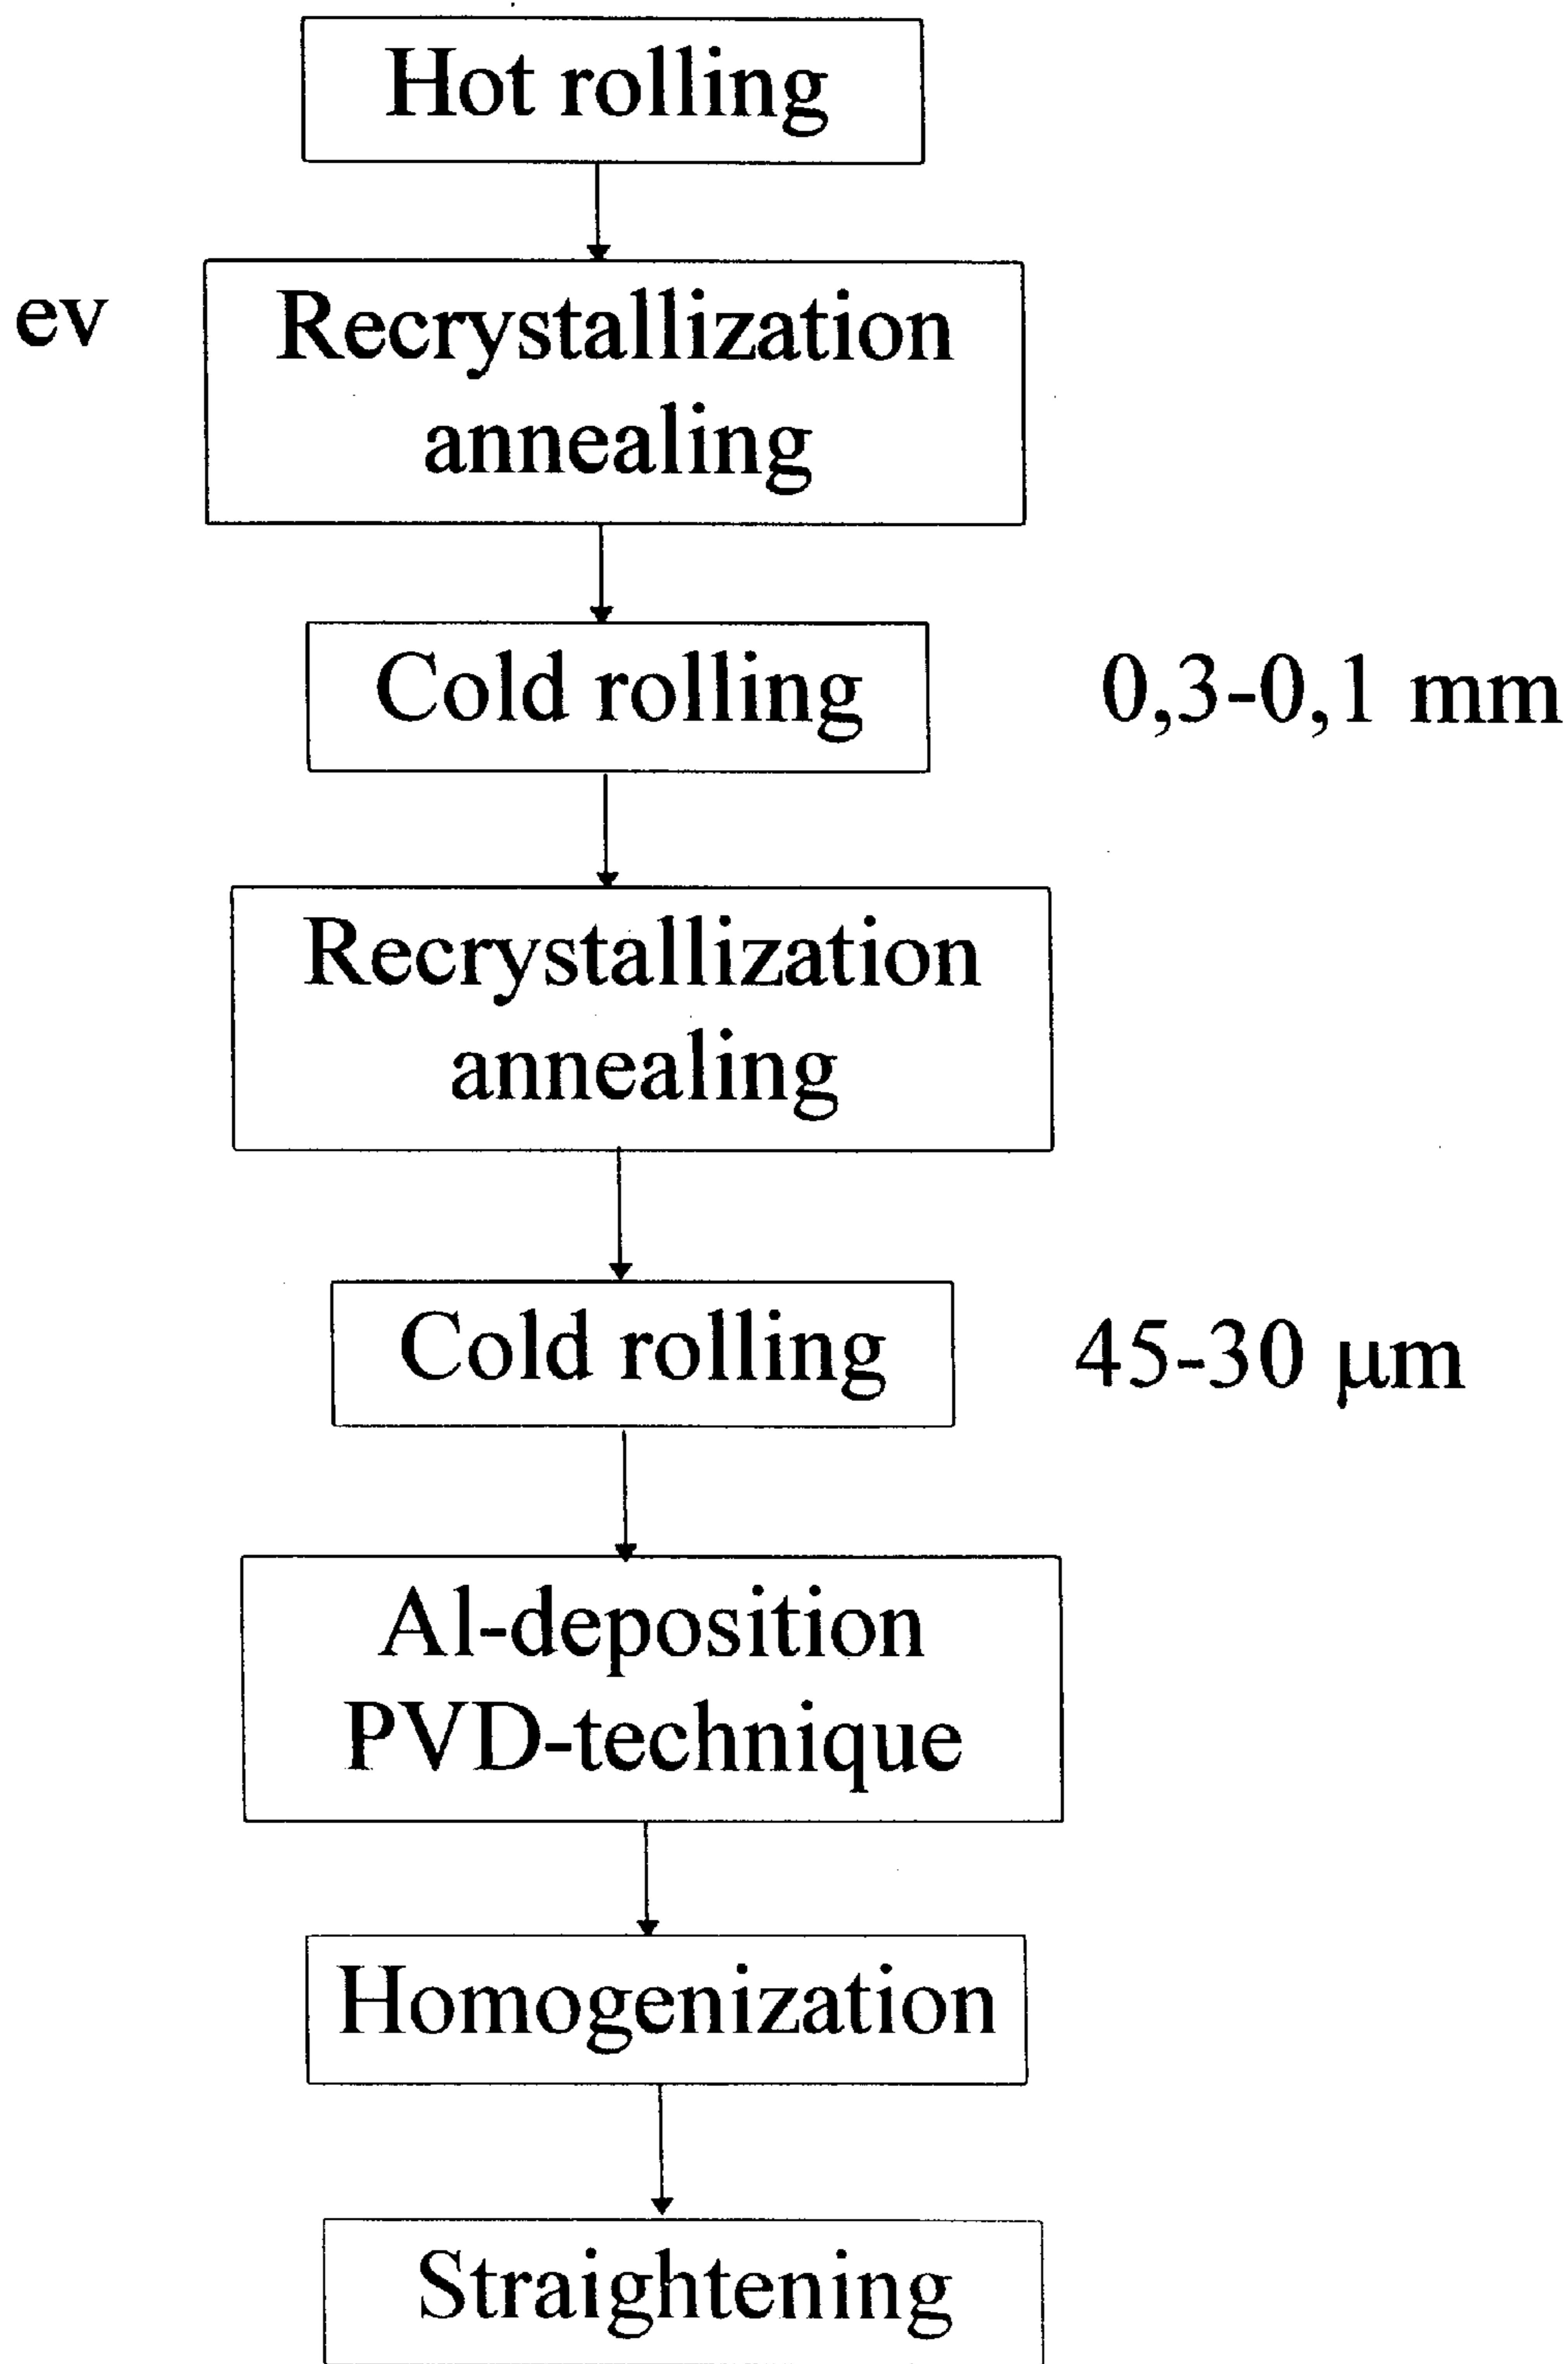 Hot rolling
ev
Recrystallization
annealing
Cold rolling
0,3-0,1 mm
Recrystallization
annealing
Cold rolling
45-30 µm
Al-deposition
PVD-technique
Homogenization
Straightening